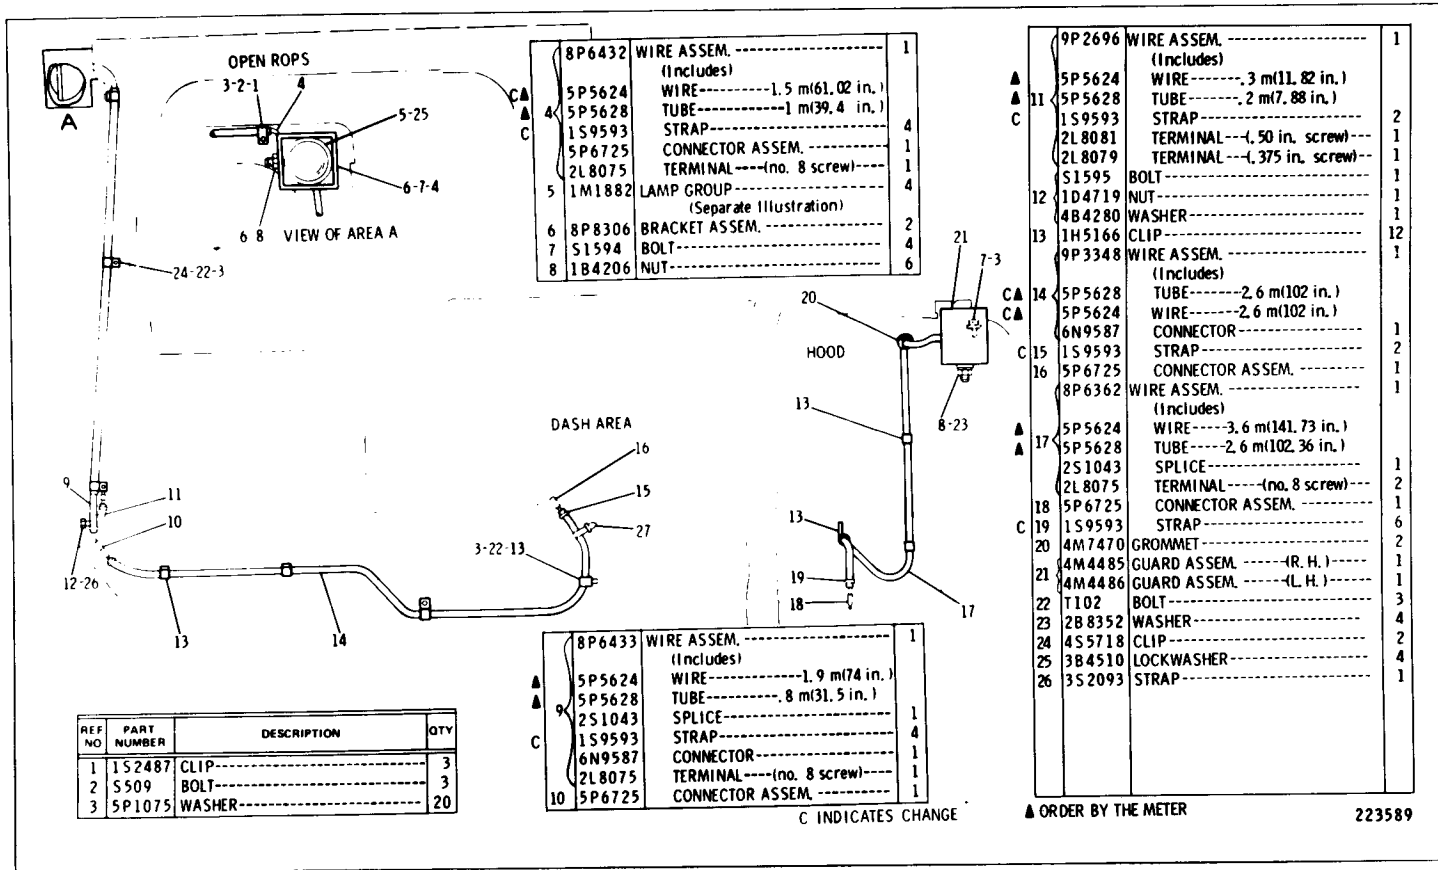 OPEN ROPS
3-2-1
4
5-25
6-7-4
6 8
VIEW OF AREA A
A
24-22-3
9
11
10
12-26
13
14
DASH AREA
16
15
27
3-22-13
HOOD
20
21
7-3
8-23
13
13
19
18
17
8P6432 WIRE ASSEM. 1
(Includes)
C▲ 5P5624 WIRE----------1.5 m(61.02 in.)
▲ 4 5P5628 TUBE------------1 m(39.4 in.)
C 1S9593 STRAP 4
5P6725 CONNECTOR ASSEM. 1
2L8075 TERMINAL----(no. 8 screw)----- 1
5 1M1882 LAMP GROUP 4
(Separate Illustration)
6 8P8306 BRACKET ASSEM. 2
7 S1594 BOLT 4
8 1B4206 NUT 6
8P6433 WIRE ASSEM. 1
(Includes)
▲ 5P5624 WIRE-------------1.9 m(74 in.)
▲ 9 5P5628 TUBE---------.8 m(31.5 in.)
2S1043 SPLICE 1
C 1S9593 STRAP 4
6N9587 CONNECTOR 1
2L8075 TERMINAL----(no. 8 screw)---- 1
10 5P6725 CONNECTOR ASSEM. 1
C INDICATES CHANGE
REF NO PART NUMBER DESCRIPTION QTY
1 1S2487 CLIP 3
2 S509 BOLT 3
3 5P1075 WASHER 20
9P2696 WIRE ASSEM. 1
(Includes)
▲ 5P5624 WIRE-------.3 m(11.82 in.)
▲ 11 5P5628 TUBE-------.2 m(7.88 in.)
C 1S9593 STRAP 2
2L8081 TERMINAL---(.50 in. screw)--- 1
2L8079 TERMINAL---(.375 in. screw)-- 1
S1595 BOLT 1
12 1D4719 NUT 1
4B4280 WASHER 1
13 1H5166 CLIP 12
9P3348 WIRE ASSEM. 1
(Includes)
C▲ 14 5P5628 TUBE-------2.6 m(102 in.)
C▲ 5P5624 WIRE-------2.6 m(102 in.)
6N9587 CONNECTOR 1
C 15 1S9593 STRAP 2
16 5P6725 CONNECTOR ASSEM. 1
8P6362 WIRE ASSEM. 1
(Includes)
▲ 17 5P5624 WIRE-----3.6 m(141.73 in.)
▲ 5P5628 TUBE-----2.6 m(102.36 in.)
2S1043 SPLICE 1
2L8075 TERMINAL-----(no. 8 screw)--- 2
18 5P6725 CONNECTOR ASSEM. 1
C 19 1S9593 STRAP 6
20 4M7470 GROMMET 2
21 4M4485 GUARD ASSEM. ------(R.H.)----- 1
4M4486 GUARD ASSEM. ------(L.H.)----- 1
22 T102 BOLT 3
23 2B8352 WASHER 4
24 4S5718 CLIP 2
25 3B4510 LOCKWASHER 4
26 3S2093 STRAP 1
▲ ORDER BY THE METER
223589